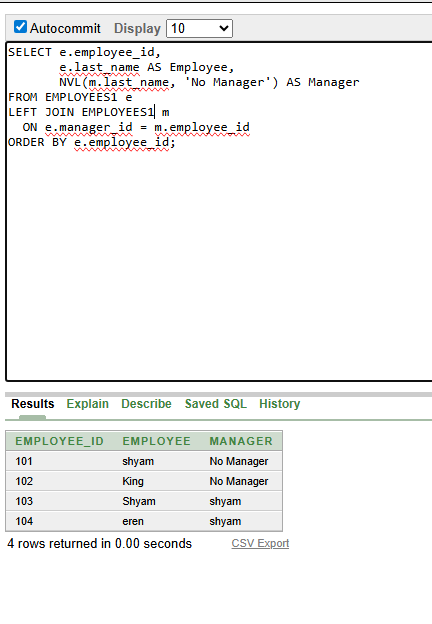 Autocommit Display 10
SELECT e.employee_id,
e.last_name AS Employee,
NVL(m.last_name, 'No Manager') AS Manager
FROM EMPLOYEES1 e
LEFT JOIN EMPLOYEES1 m
ON e.manager_id = m.employee_id
ORDER BY e.employee_id;
Results Explain Describe Saved SQL History
EMPLOYEE_ID EMPLOYEE MANAGER
101 shyam No Manager
102 King No Manager
103 Shyam shyam
104 eren shyam
4 rows returned in 0.00 seconds CSV Export